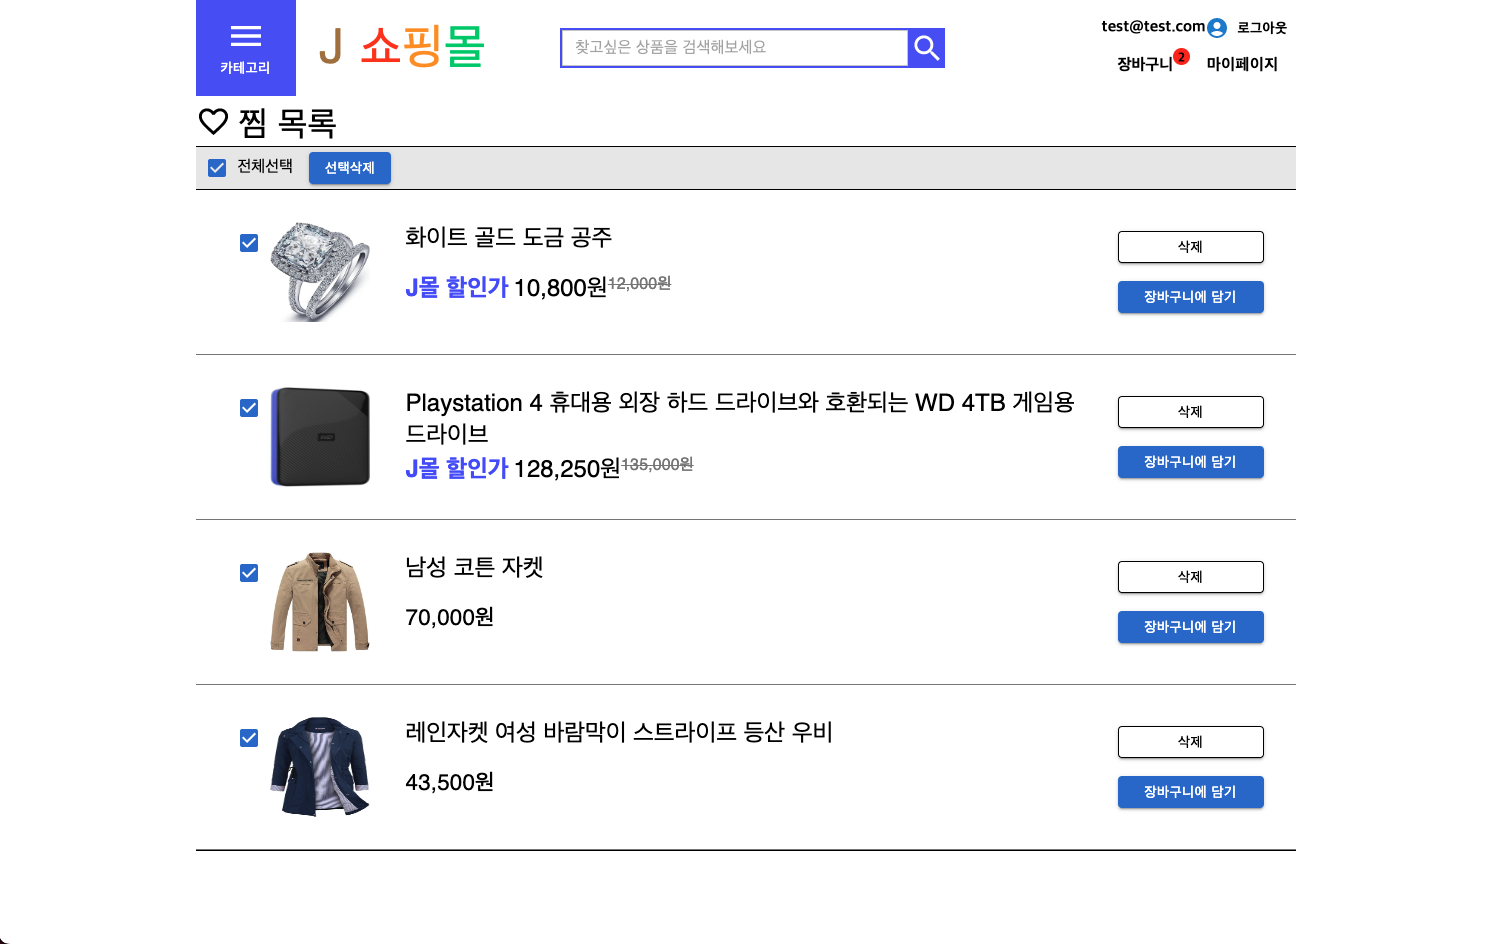 카테고리
J 쇼핑몰
찾고싶은 상품을 검색해보세요
test@test.com 로그아웃
장바구니 2 마이페이지
찜 목록
전체선택 선택삭제
화이트 골드 도금 공주
J몰 할인가 10,800원12,000원
삭제
장바구니에 담기
Playstation 4 휴대용 외장 하드 드라이브와 호환되는 WD 4TB 게임용
드라이브
J몰 할인가 128,250원135,000원
삭제
장바구니에 담기
남성 코튼 자켓
70,000원
삭제
장바구니에 담기
레인자켓 여성 바람막이 스트라이프 등산 우비
43,500원
삭제
장바구니에 담기